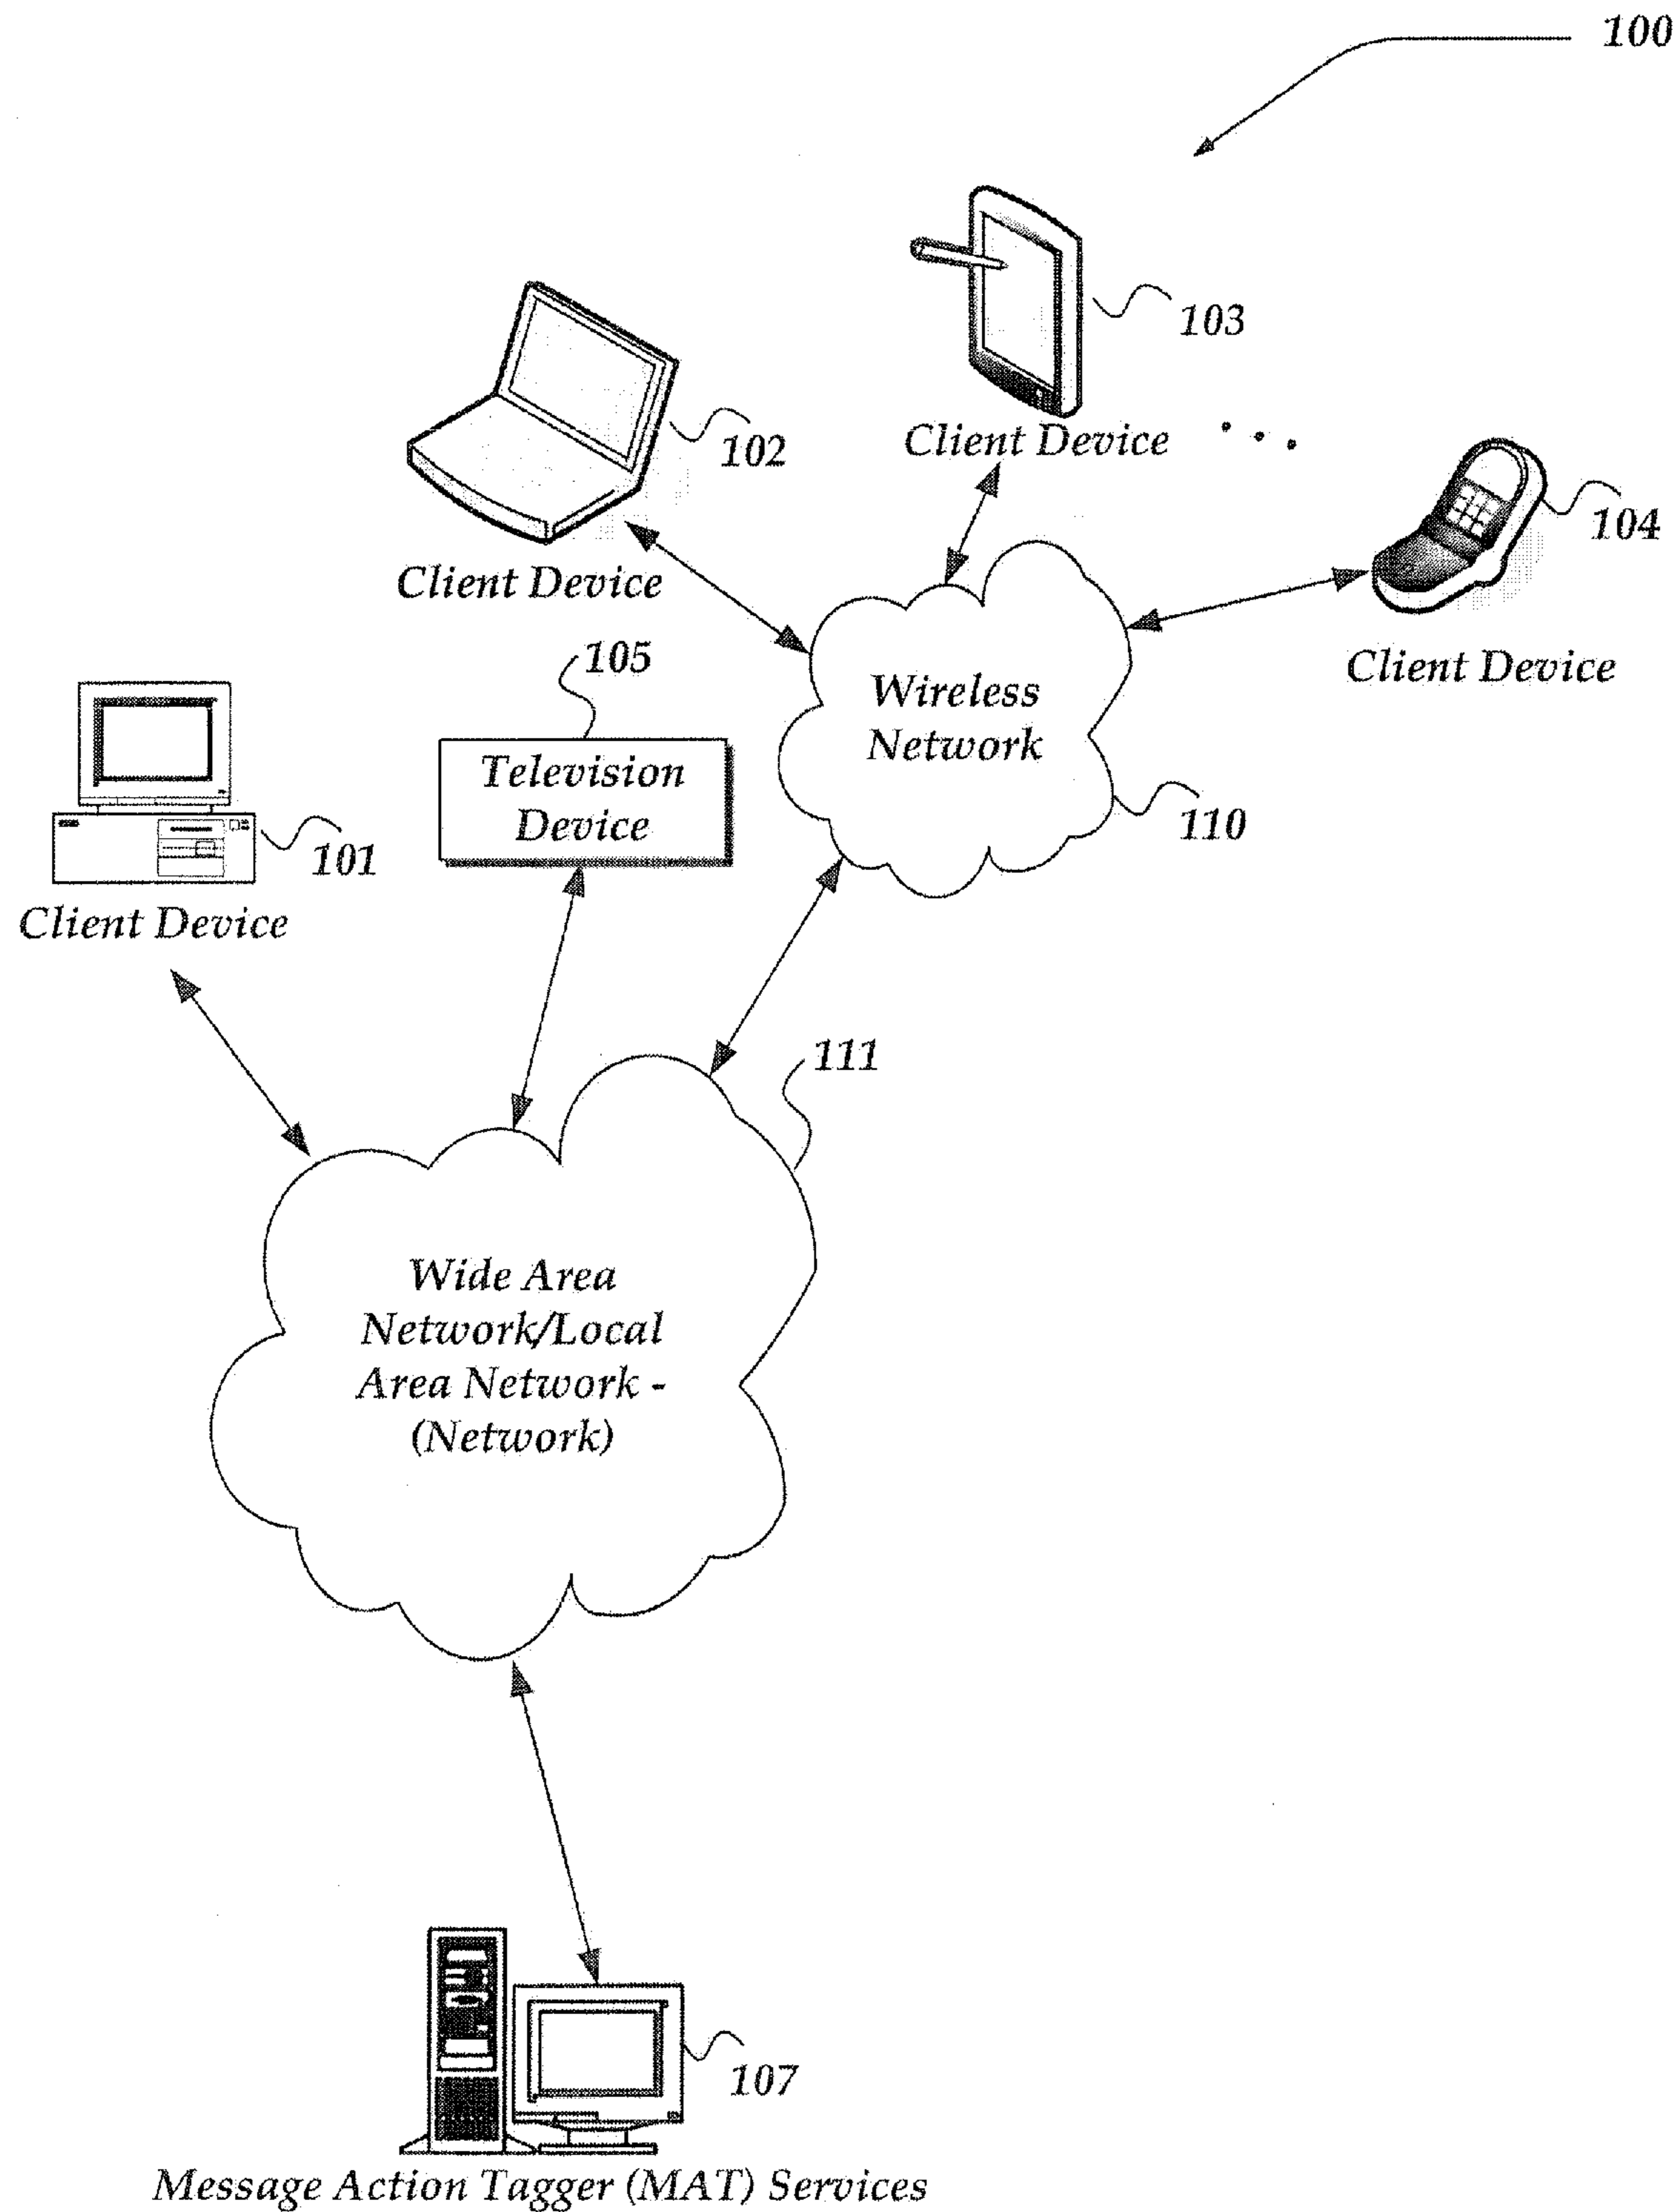 100
103
Client Device
102
Client Device
104
Client Device
105
Television
Device
Wireless
Network
110
101
Client Device
111
Wide Area
Network/Local
Area Network -
(Network)
107
Message Action Tagger (MAT) Services